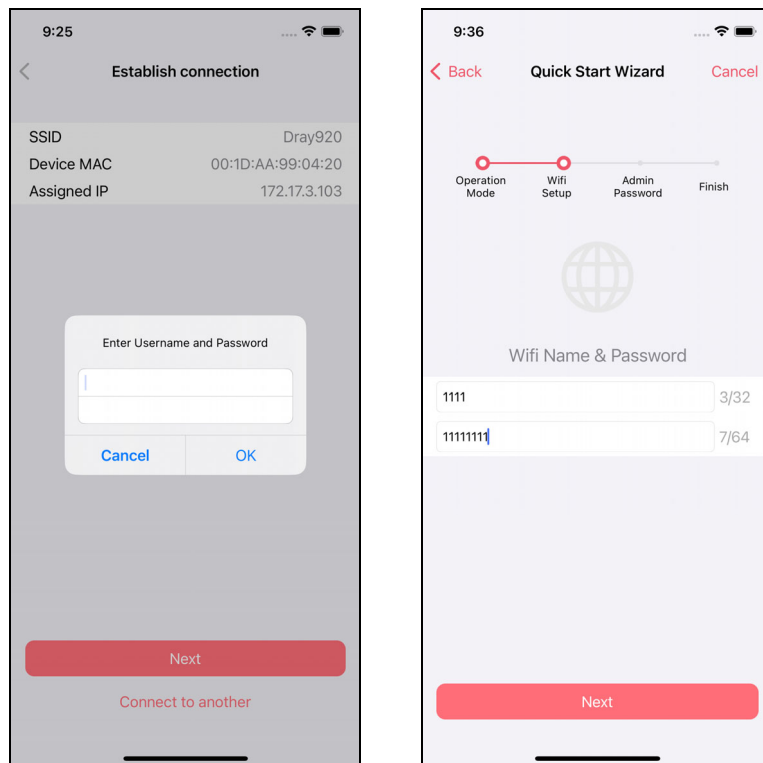 9:25
Establish connection
SSID Dray920
Device MAC 00:1D:AA:99:04:20
Assigned IP 172.17.3.103
Enter Username and Password
Cancel OK
Next
Connect to another
9:36
Back Quick Start Wizard Cancel
Operation Mode
Wifi Setup
Admin Password
Finish
Wifi Name & Password
1111 3/32
11111111 7/64
Next